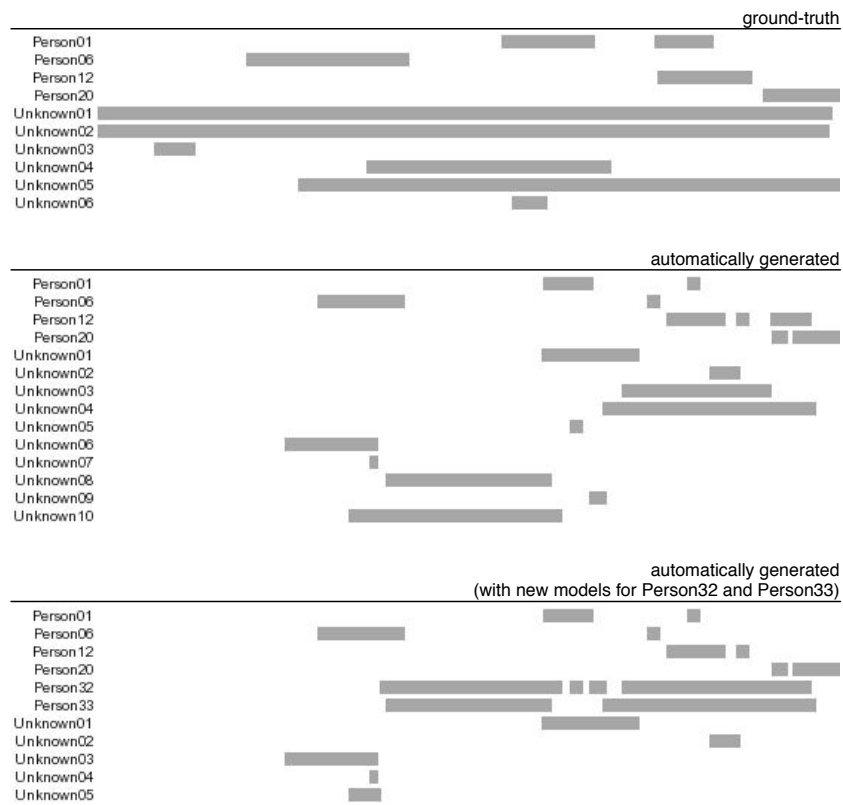 ground-truth
Person01
Person06
Person12
Person20
Unknown01
Unknown02
Unknown03
Unknown04
Unknown05
Unknown06
automatically generated
Person01
Person06
Person12
Person20
Unknown01
Unknown02
Unknown03
Unknown04
Unknown05
Unknown06
Unknown07
Unknown08
Unknown09
Unknown10
automatically generated
(with new models for Person32 and Person33)
Person01
Person06
Person12
Person20
Person32
Person33
Unknown01
Unknown02
Unknown03
Unknown04
Unknown05